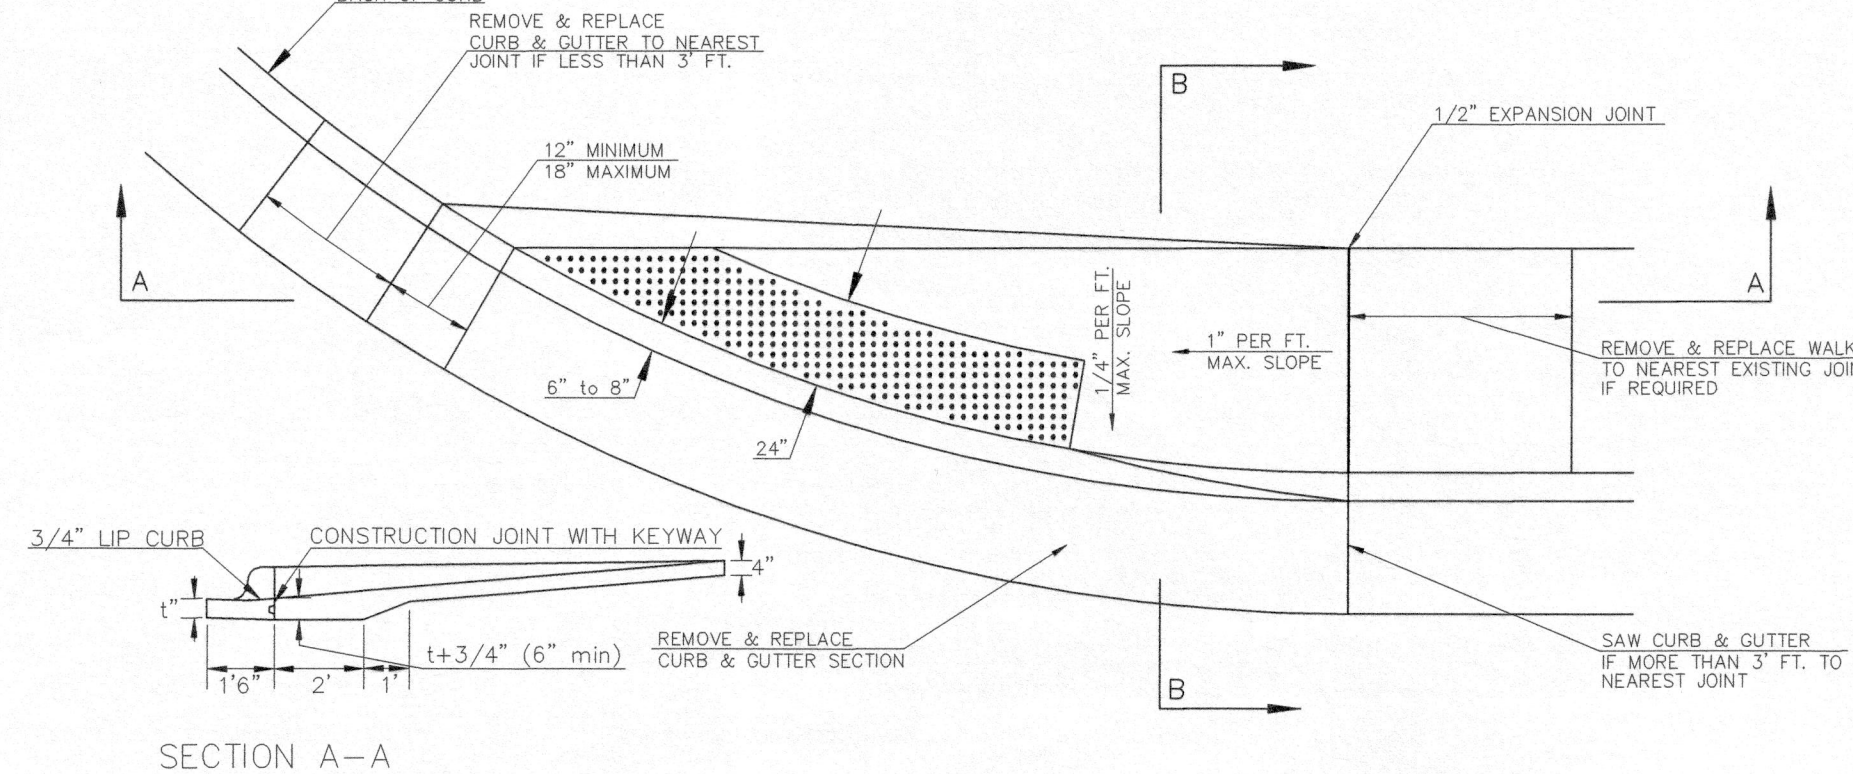 REMOVE & REPLACE
CURB & GUTTER TO NEAREST
JOINT IF LESS THAN 3' FT.
B
1/2" EXPANSION JOINT
12" MINIMUM
18" MAXIMUM
A
A
1/4" PER FT.
MAX. SLOPE
1" PER FT.
MAX. SLOPE
REMOVE & REPLACE WALK
TO NEAREST EXISTING
IF REQUIRED
6" to 8"
24"
3/4" LIP CURB
CONSTRUCTION JOINT WITH KEYWAY
4"
t"
t+3/4" (6" min)
1'6"
2'
1'
REMOVE & REPLACE
CURB & GUTTER SECTION
SAW CURB & GUTTER
IF MORE THAN 3' FT. TO
NEAREST JOINT
B
SECTION A-A